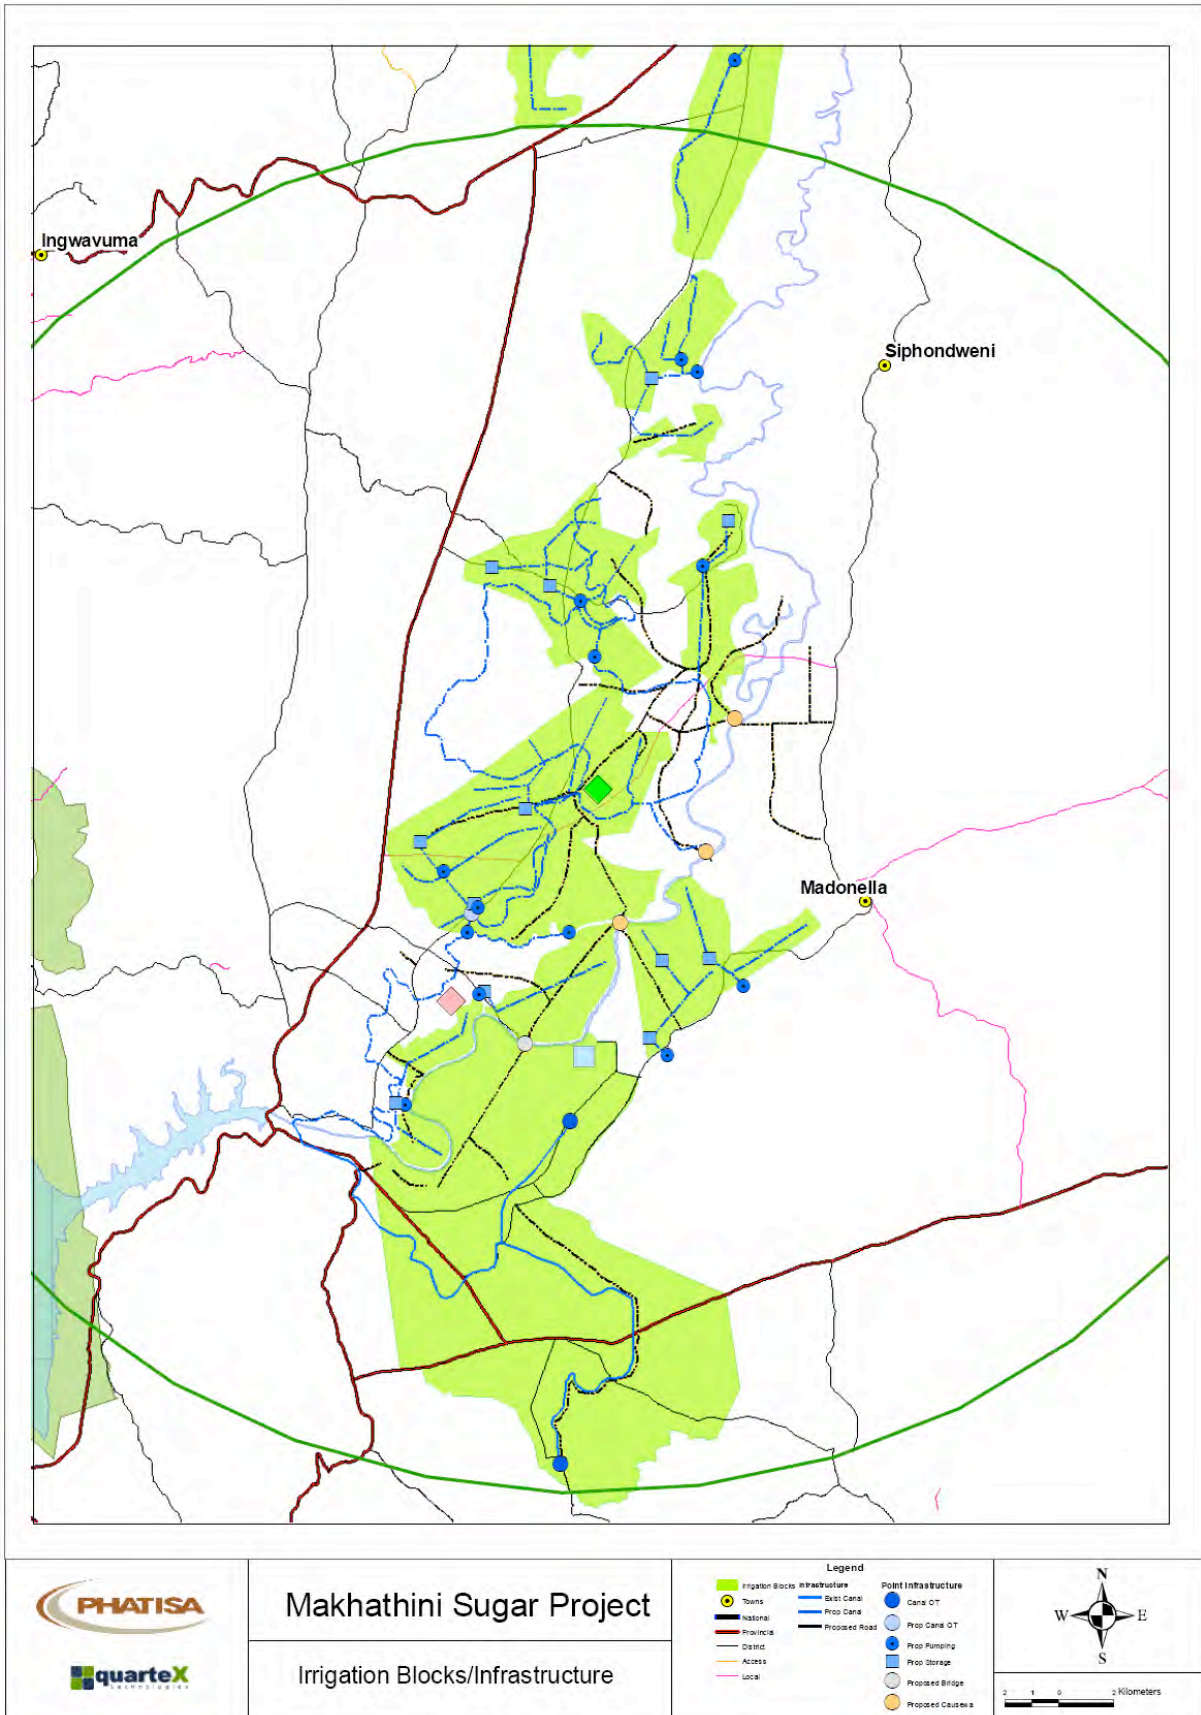 Ingwavuma
Siphondweni
Madonella
PHATISA
quarteX
technologies
Makhathini Sugar Project
Irrigation Blocks/Infrastructure
Legend
Irrigation Blocks
Towns
National
Provincial
District
Access
Local
Infrastructure
Exist Canal
Prop Canal
Proposed Road
Point Infrastructure
Canal OT
Prop Canal OT
Prop Pumping
Prop Storage
Proposed Bridge
Proposed Causewa
N
W E
S
2 1 0 2 Kilometers